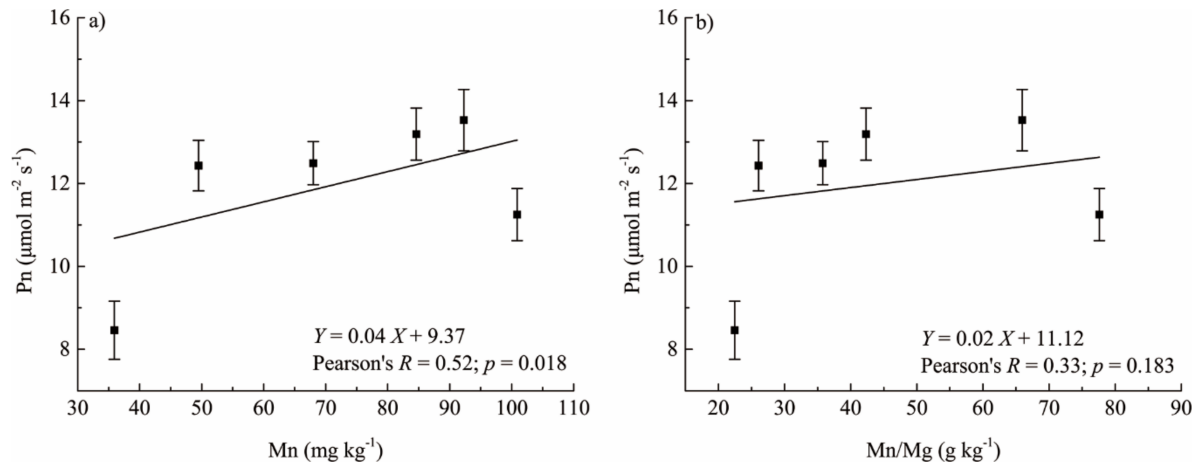 a)
16
14
12
10
8
Pn (μmol m⁻² s⁻¹)
Y = 0.04 X + 9.37
Pearson's R = 0.52; p = 0.018
30 40 50 60 70 80 90 100 110
Mn (mg kg⁻¹)
b)
16
14
12
10
8
Pn (μmol m⁻² s⁻¹)
Y = 0.02 X + 11.12
Pearson's R = 0.33; p = 0.183
20 30 40 50 60 70 80 90
Mn/Mg (g kg⁻¹)